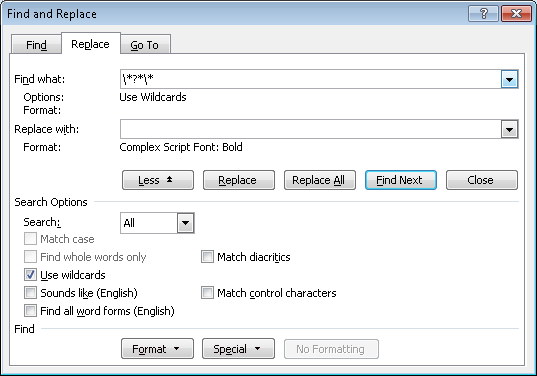 Find and Replace
Find Replace Go To
Find what: \*?*\*
Options: Use Wildcards
Format:
Replace with:
Format: Complex Script Font: Bold
Less Replace Replace All Find Next Close
Search Options
Search: All
Match case
Find whole words only Match diacritics
Use wildcards
Sounds like (English) Match control characters
Find all word forms (English)
Find
Format Special No Formatting